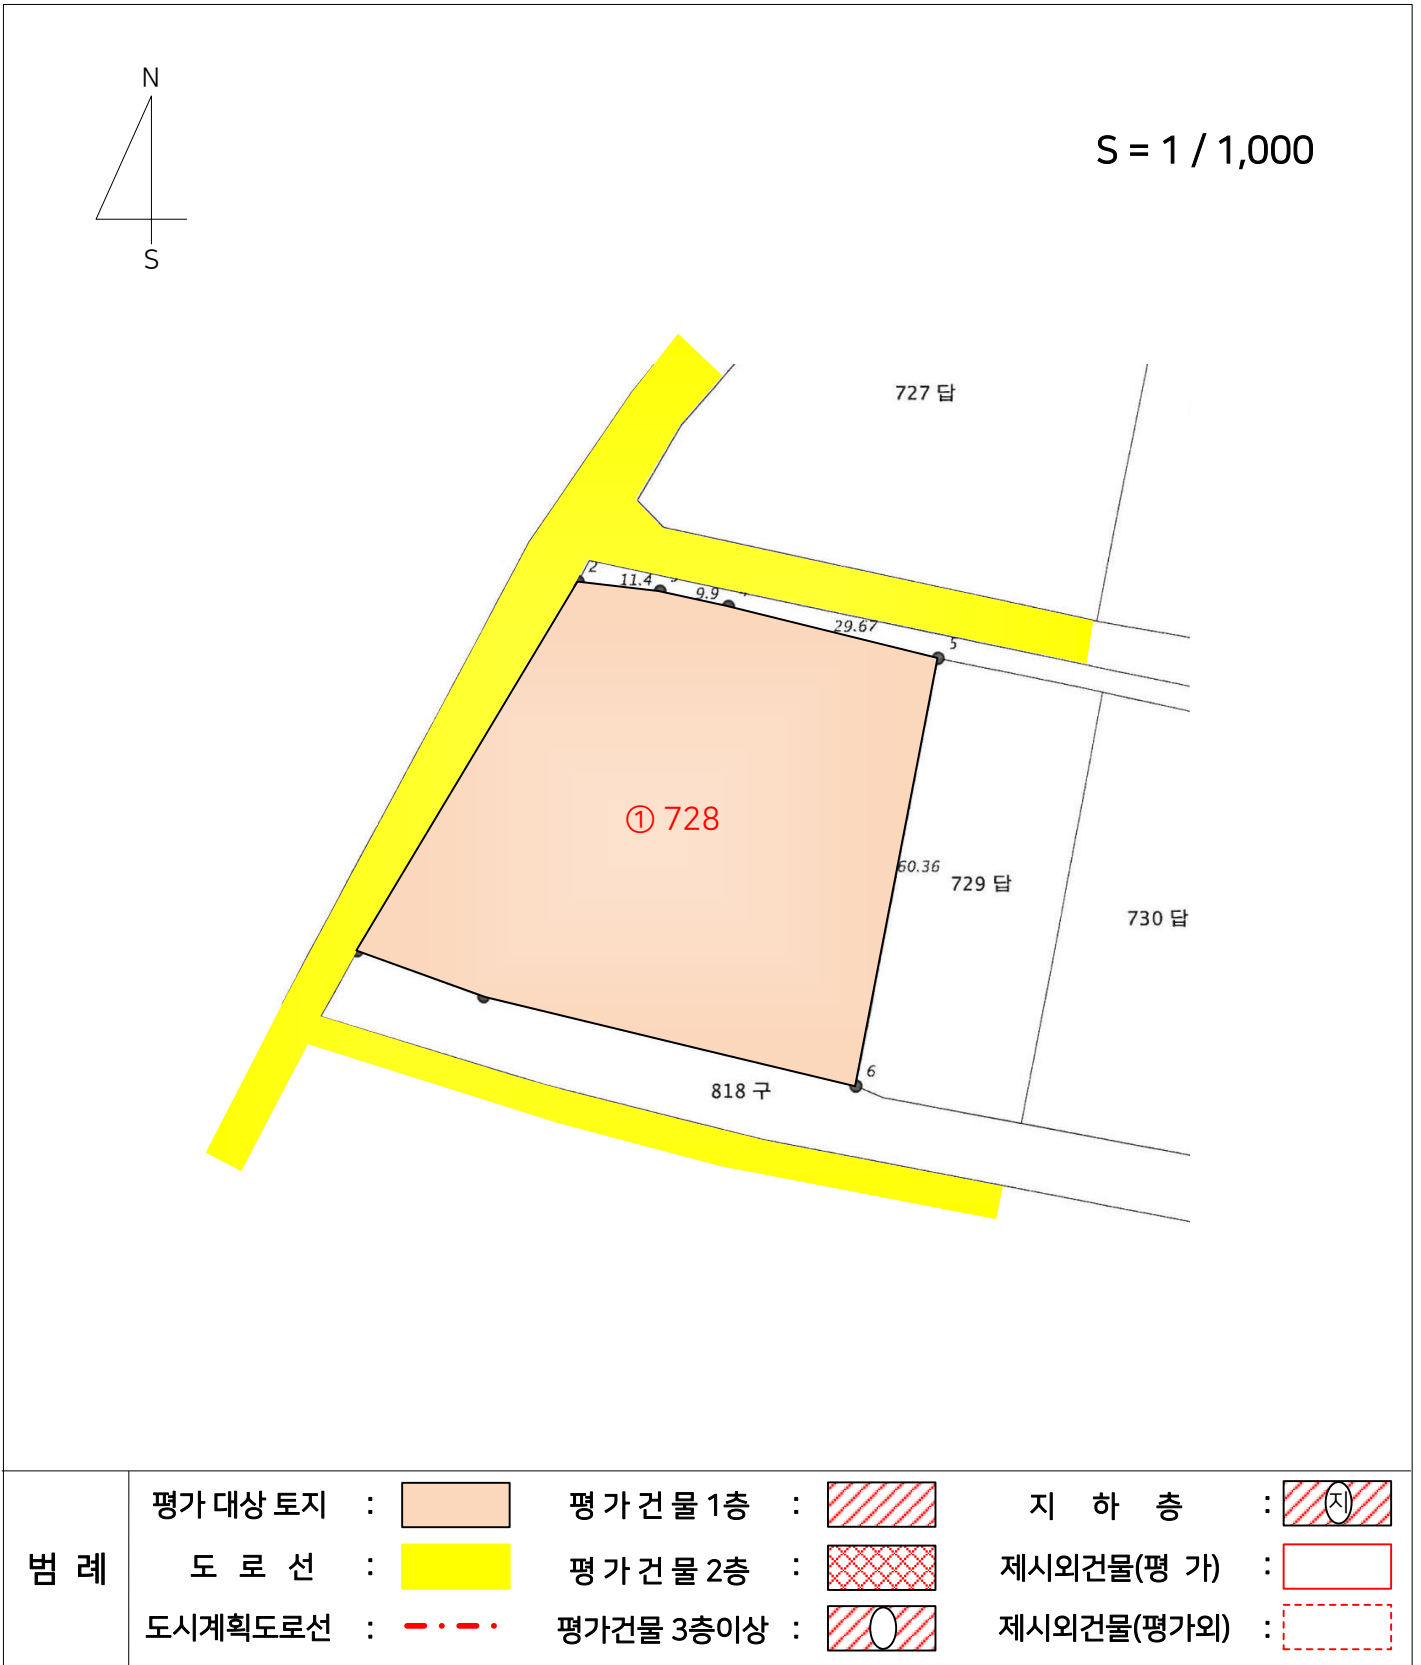 N
S
S = 1 / 1,000
727 답
2
11.4
9.9
29.67
5
① 728
60.36
729 답
730 답
6
818 구
범 례
평가 대상 토지 :
평 가 건 물 1층 :
지 하 층 : 지
도 로 선 :
평 가 건 물 2층 :
제시외건물(평 가) :
도시계획도로선 :
평가건물 3층이상 :
제시외건물(평가외) :